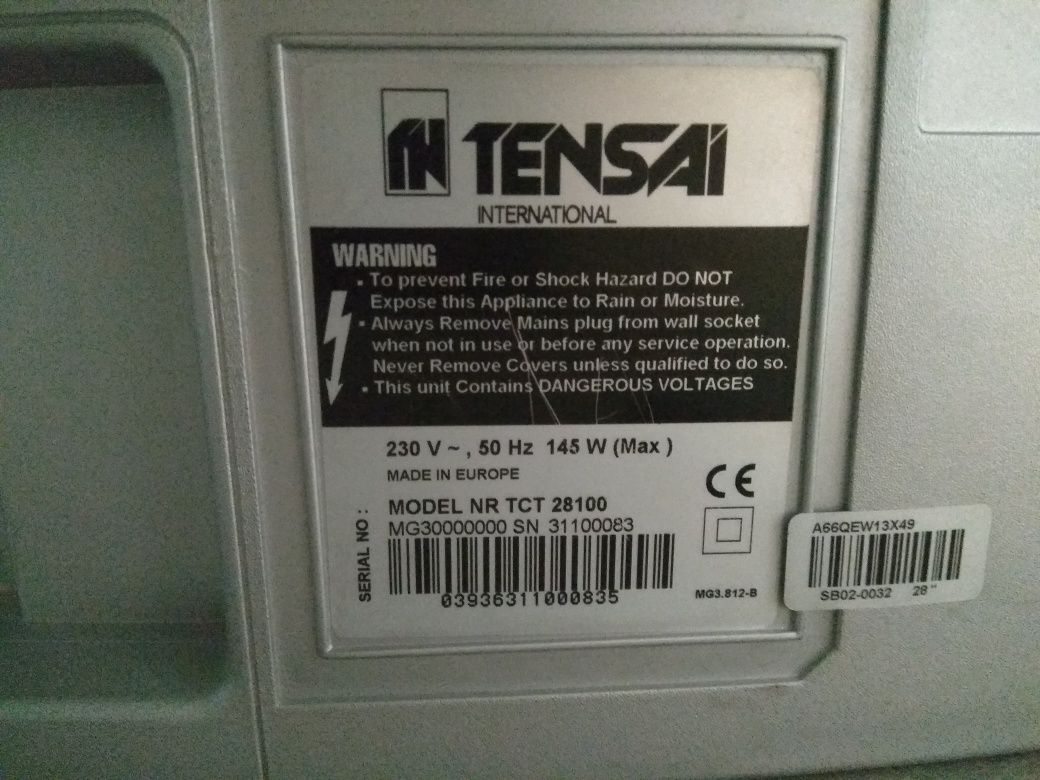 TENSAi
INTERNATIONAL
WARNING
▪ To prevent Fire or Shock Hazard DO NOT
Expose this Appliance to Rain or Moisture.
▪ Always Remove Mains plug from wall socket
when not in use or before any service operation.
Never Remove Covers unless qualified to do so.
▪ This unit Contains DANGEROUS VOLTAGES
230 V ~ , 50 Hz 145 W (Max )
MADE IN EUROPE
CE
MODEL NR TCT 28100
SERIAL NO :
MG30000000 SN 31100083
03936311000835
MG3.812-B
A66QEW13X49
SB02-0032 28"